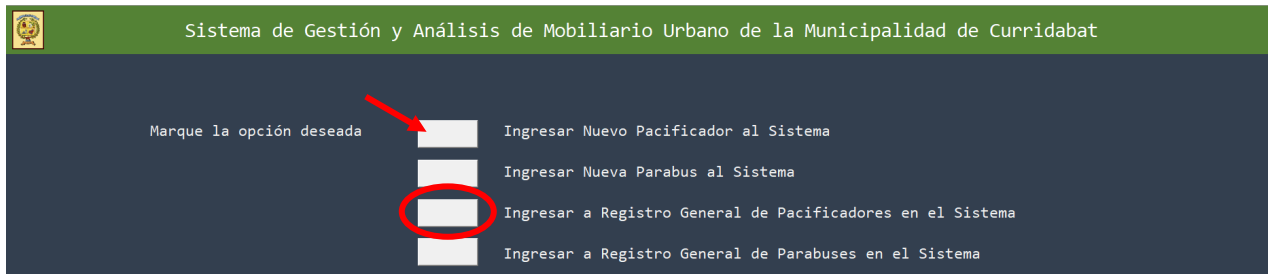 Sistema de Gestión y Análisis de Mobiliario Urbano de la Municipalidad de Curridabat
Marque la opción deseada
Ingresar Nuevo Pacificador al Sistema
Ingresar Nueva Parabus al Sistema
Ingresar a Registro General de Pacificadores en el Sistema
Ingresar a Registro General de Parabuses en el Sistema